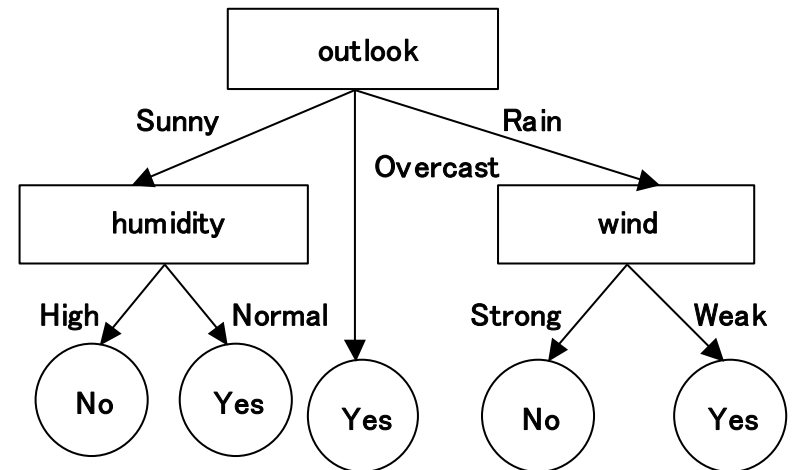 outlook
Sunny
Rain
Overcast
humidity
wind
High
Normal
Strong
Weak
No
Yes
Yes
No
Yes